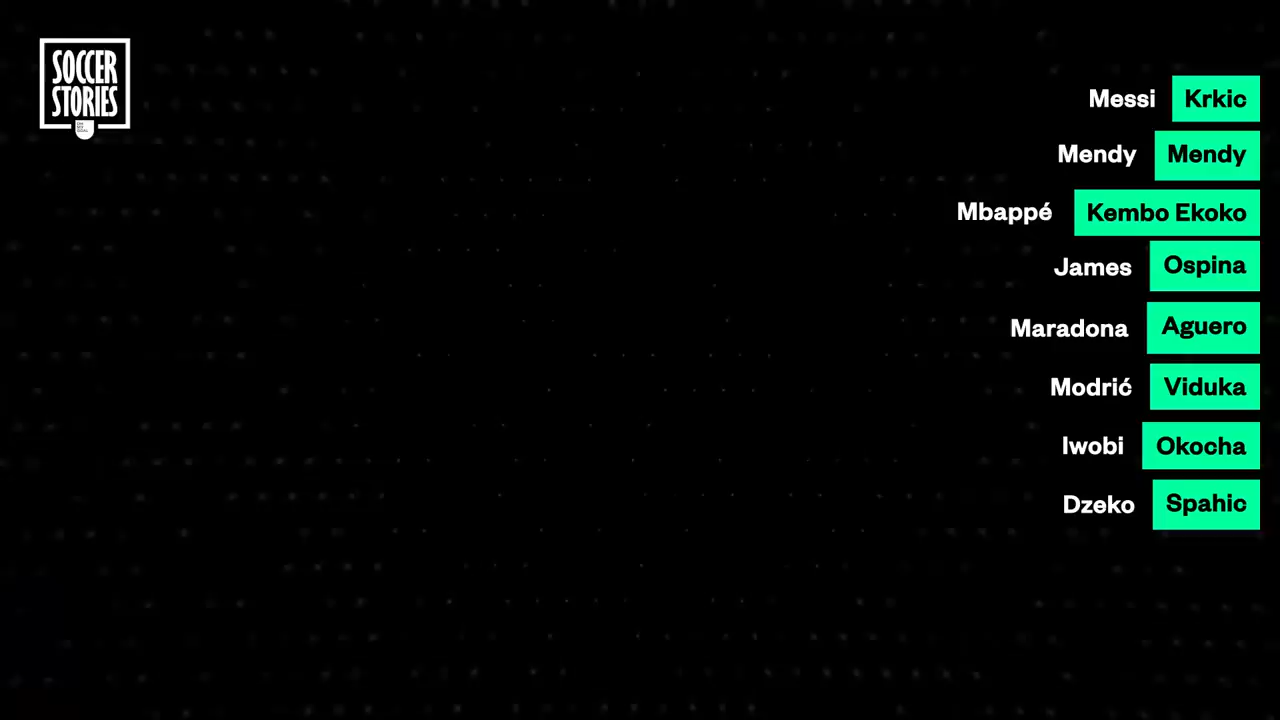 SOCCER
STORIES
Messi Krkic
Mendy Mendy
Mbappé Kembo Ekoko
James Ospina
Maradona Aguero
Modrić Viduka
Iwobi Okocha
Dzeko Spahic